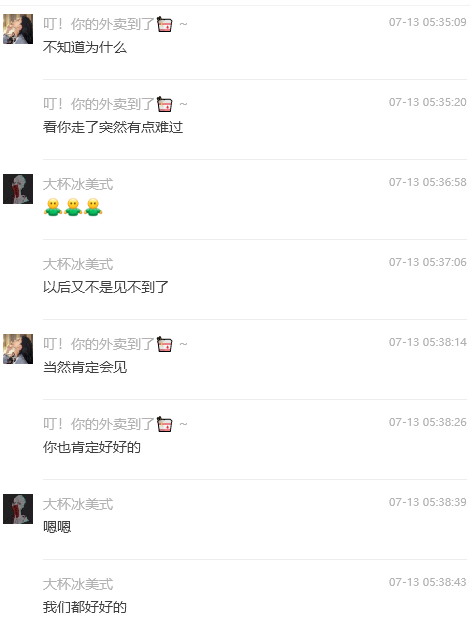 叮！你的外卖到了 ~ 07-13 05:35:09
不知道为什么
叮！你的外卖到了 ~ 07-13 05:35:20
看你走了突然有点难过
大杯冰美式 07-13 05:36:58
大杯冰美式 07-13 05:37:06
以后又不是见不到了
叮！你的外卖到了 ~ 07-13 05:38:14
当然肯定会见
叮！你的外卖到了 ~ 07-13 05:38:26
你也肯定好好的
大杯冰美式 07-13 05:38:39
嗯嗯
大杯冰美式 07-13 05:38:43
我们都好好的